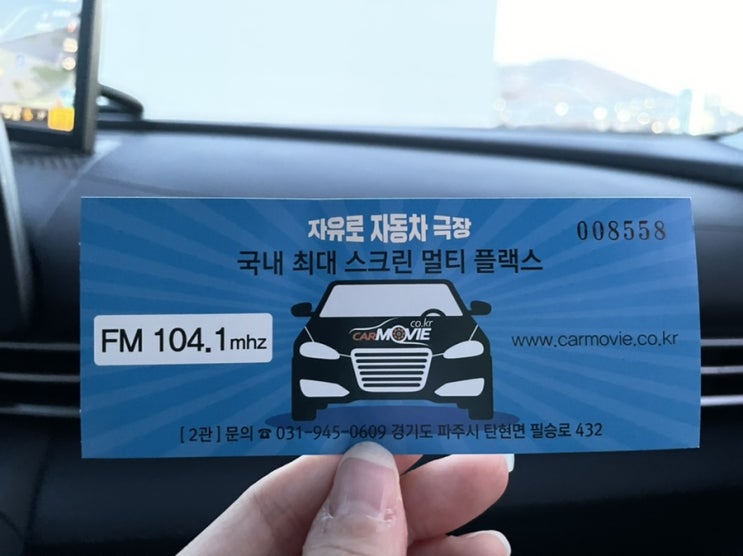 자유로 자동차 극장
008558
국내 최대 스크린 멀티 플랙스
FM 104.1mhz
co.kr
CARMOVIE
www.carmovie.co.kr
[2관] 문의 ☎ 031-945-0609 경기도 파주시 탄현면 필승로 432